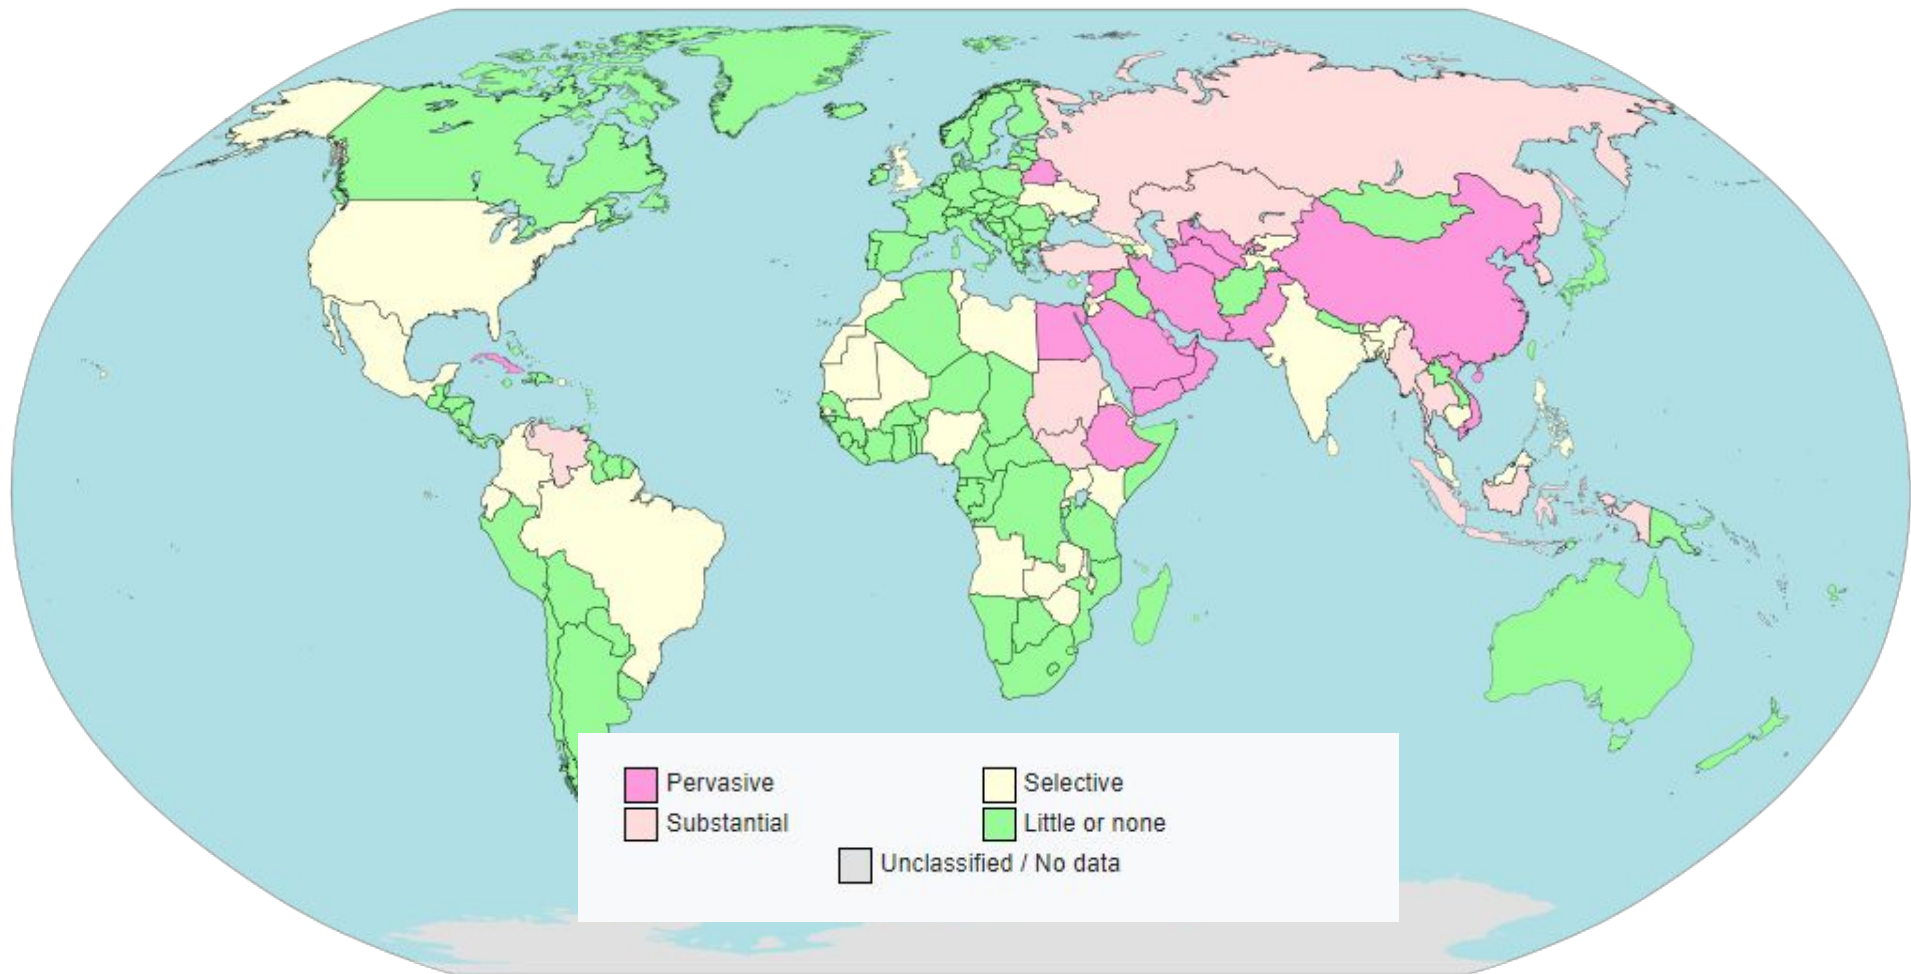 Pervasive
Selective
Substantial
Little or none
Unclassified / No data